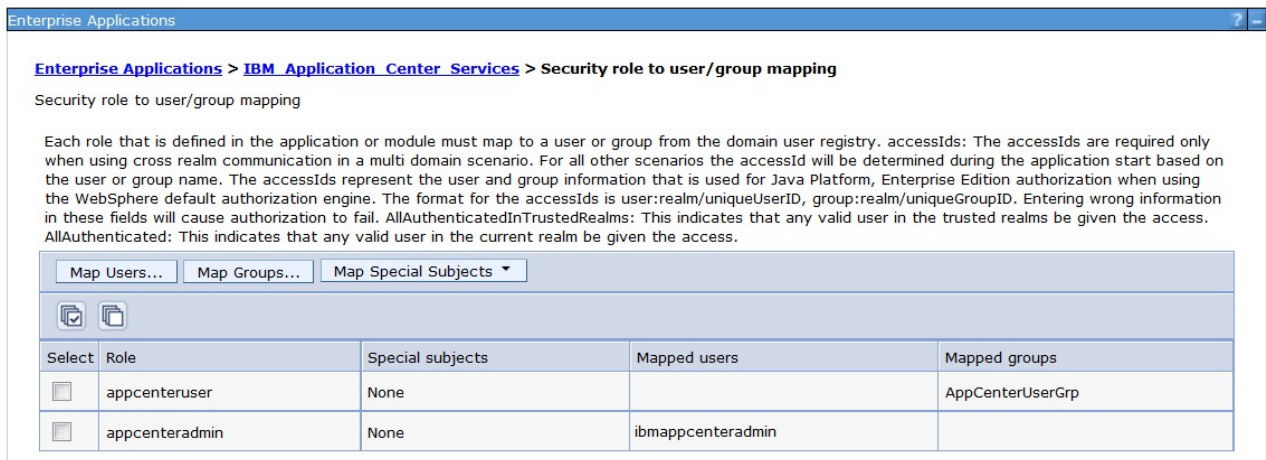 Enterprise Applications ? –
Enterprise Applications > IBM_Application_Center_Services > Security role to user/group mapping
Security role to user/group mapping
Each role that is defined in the application or module must map to a user or group from the domain user registry. accessIds: The accessIds are required only
when using cross realm communication in a multi domain scenario. For all other scenarios the accessId will be determined during the application start based on
the user or group name. The accessIds represent the user and group information that is used for Java Platform, Enterprise Edition authorization when using
the WebSphere default authorization engine. The format for the accessIds is user:realm/uniqueUserID, group:realm/uniqueGroupID. Entering wrong information
in these fields will cause authorization to fail. AllAuthenticatedInTrustedRealms: This indicates that any valid user in the trusted realms be given the access.
AllAuthenticated: This indicates that any valid user in the current realm be given the access.
Map Users... Map Groups... Map Special Subjects
Select Role Special subjects Mapped users Mapped groups
appcenteruser None AppCenterUserGrp
appcenteradmin None ibmappcenteradmin